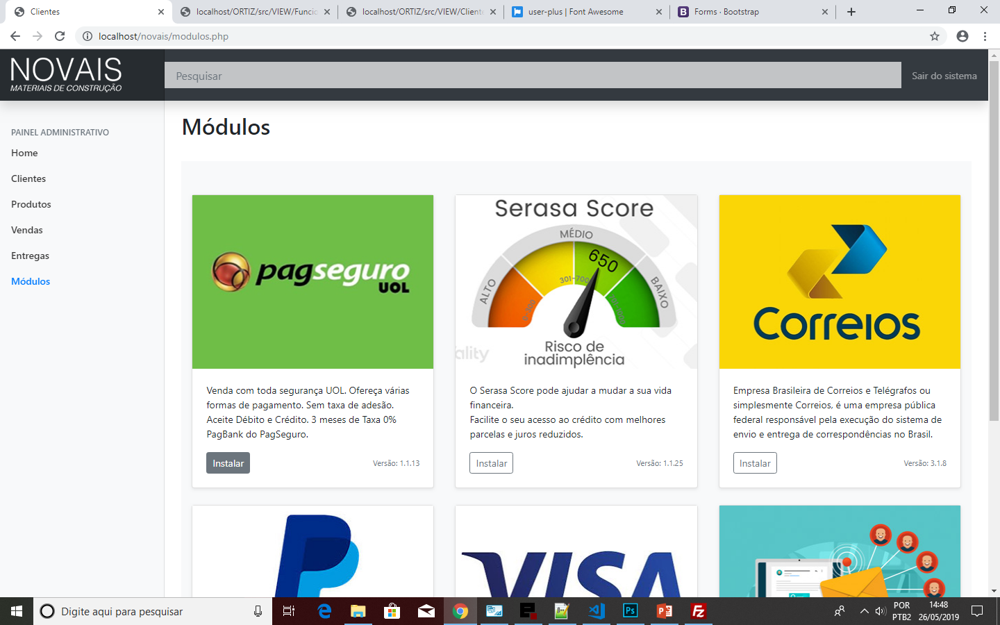 Clientes
localhost/ORTIZ/src/VIEW/Funcio
localhost/ORTIZ/src/VIEW/Client
user-plus | Font Awesome
Forms · Bootstrap
localhost/novais/modulos.php
NOVAIS
MATERIAIS DE CONSTRUÇÃO
Pesquisar
Sair do sistema
PAINEL ADMINISTRATIVO
Home
Clientes
Produtos
Vendas
Entregas
Módulos
Módulos
pagseguro
UOL
Venda com toda segurança UOL. Ofereça várias
formas de pagamento. Sem taxa de adesão.
Aceite Débito e Crédito. 3 meses de Taxa 0%
PagBank do PagSeguro.
Instalar
Versão: 1.1.13
Serasa Score
MÉDIO
650
301-700
ALTO
BAIXO
0-300
Risco de
inadimplência
ality
O Serasa Score pode ajudar a mudar a sua vida
financeira.
Facilite o seu acesso ao crédito com melhores
parcelas e juros reduzidos.
Instalar
Versão: 1.1.25
Correios
Empresa Brasileira de Correios e Telégrafos ou
simplesmente Correios, é uma empresa pública
federal responsável pela execução do sistema de
envio e entrega de correspondências no Brasil.
Instalar
Versão: 3.1.8
VISA
Digite aqui para pesquisar
POR
PTB2
14:48
26/05/2019